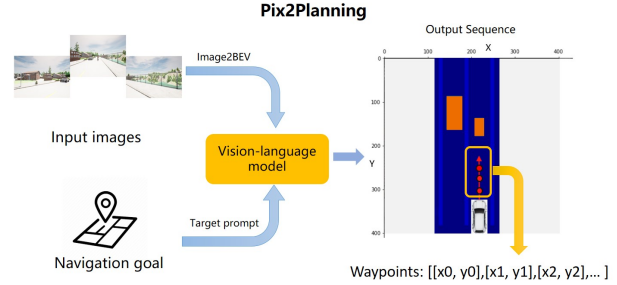 Pix2Planning
Output Sequence
X
0 100 200 300 400
0
100
200
300
400
Y
Image2BEV
Input images
Vision-language
model
Target prompt
Navigation goal
Waypoints: [[x0, y0],[x1, y1],[x2, y2],... ]